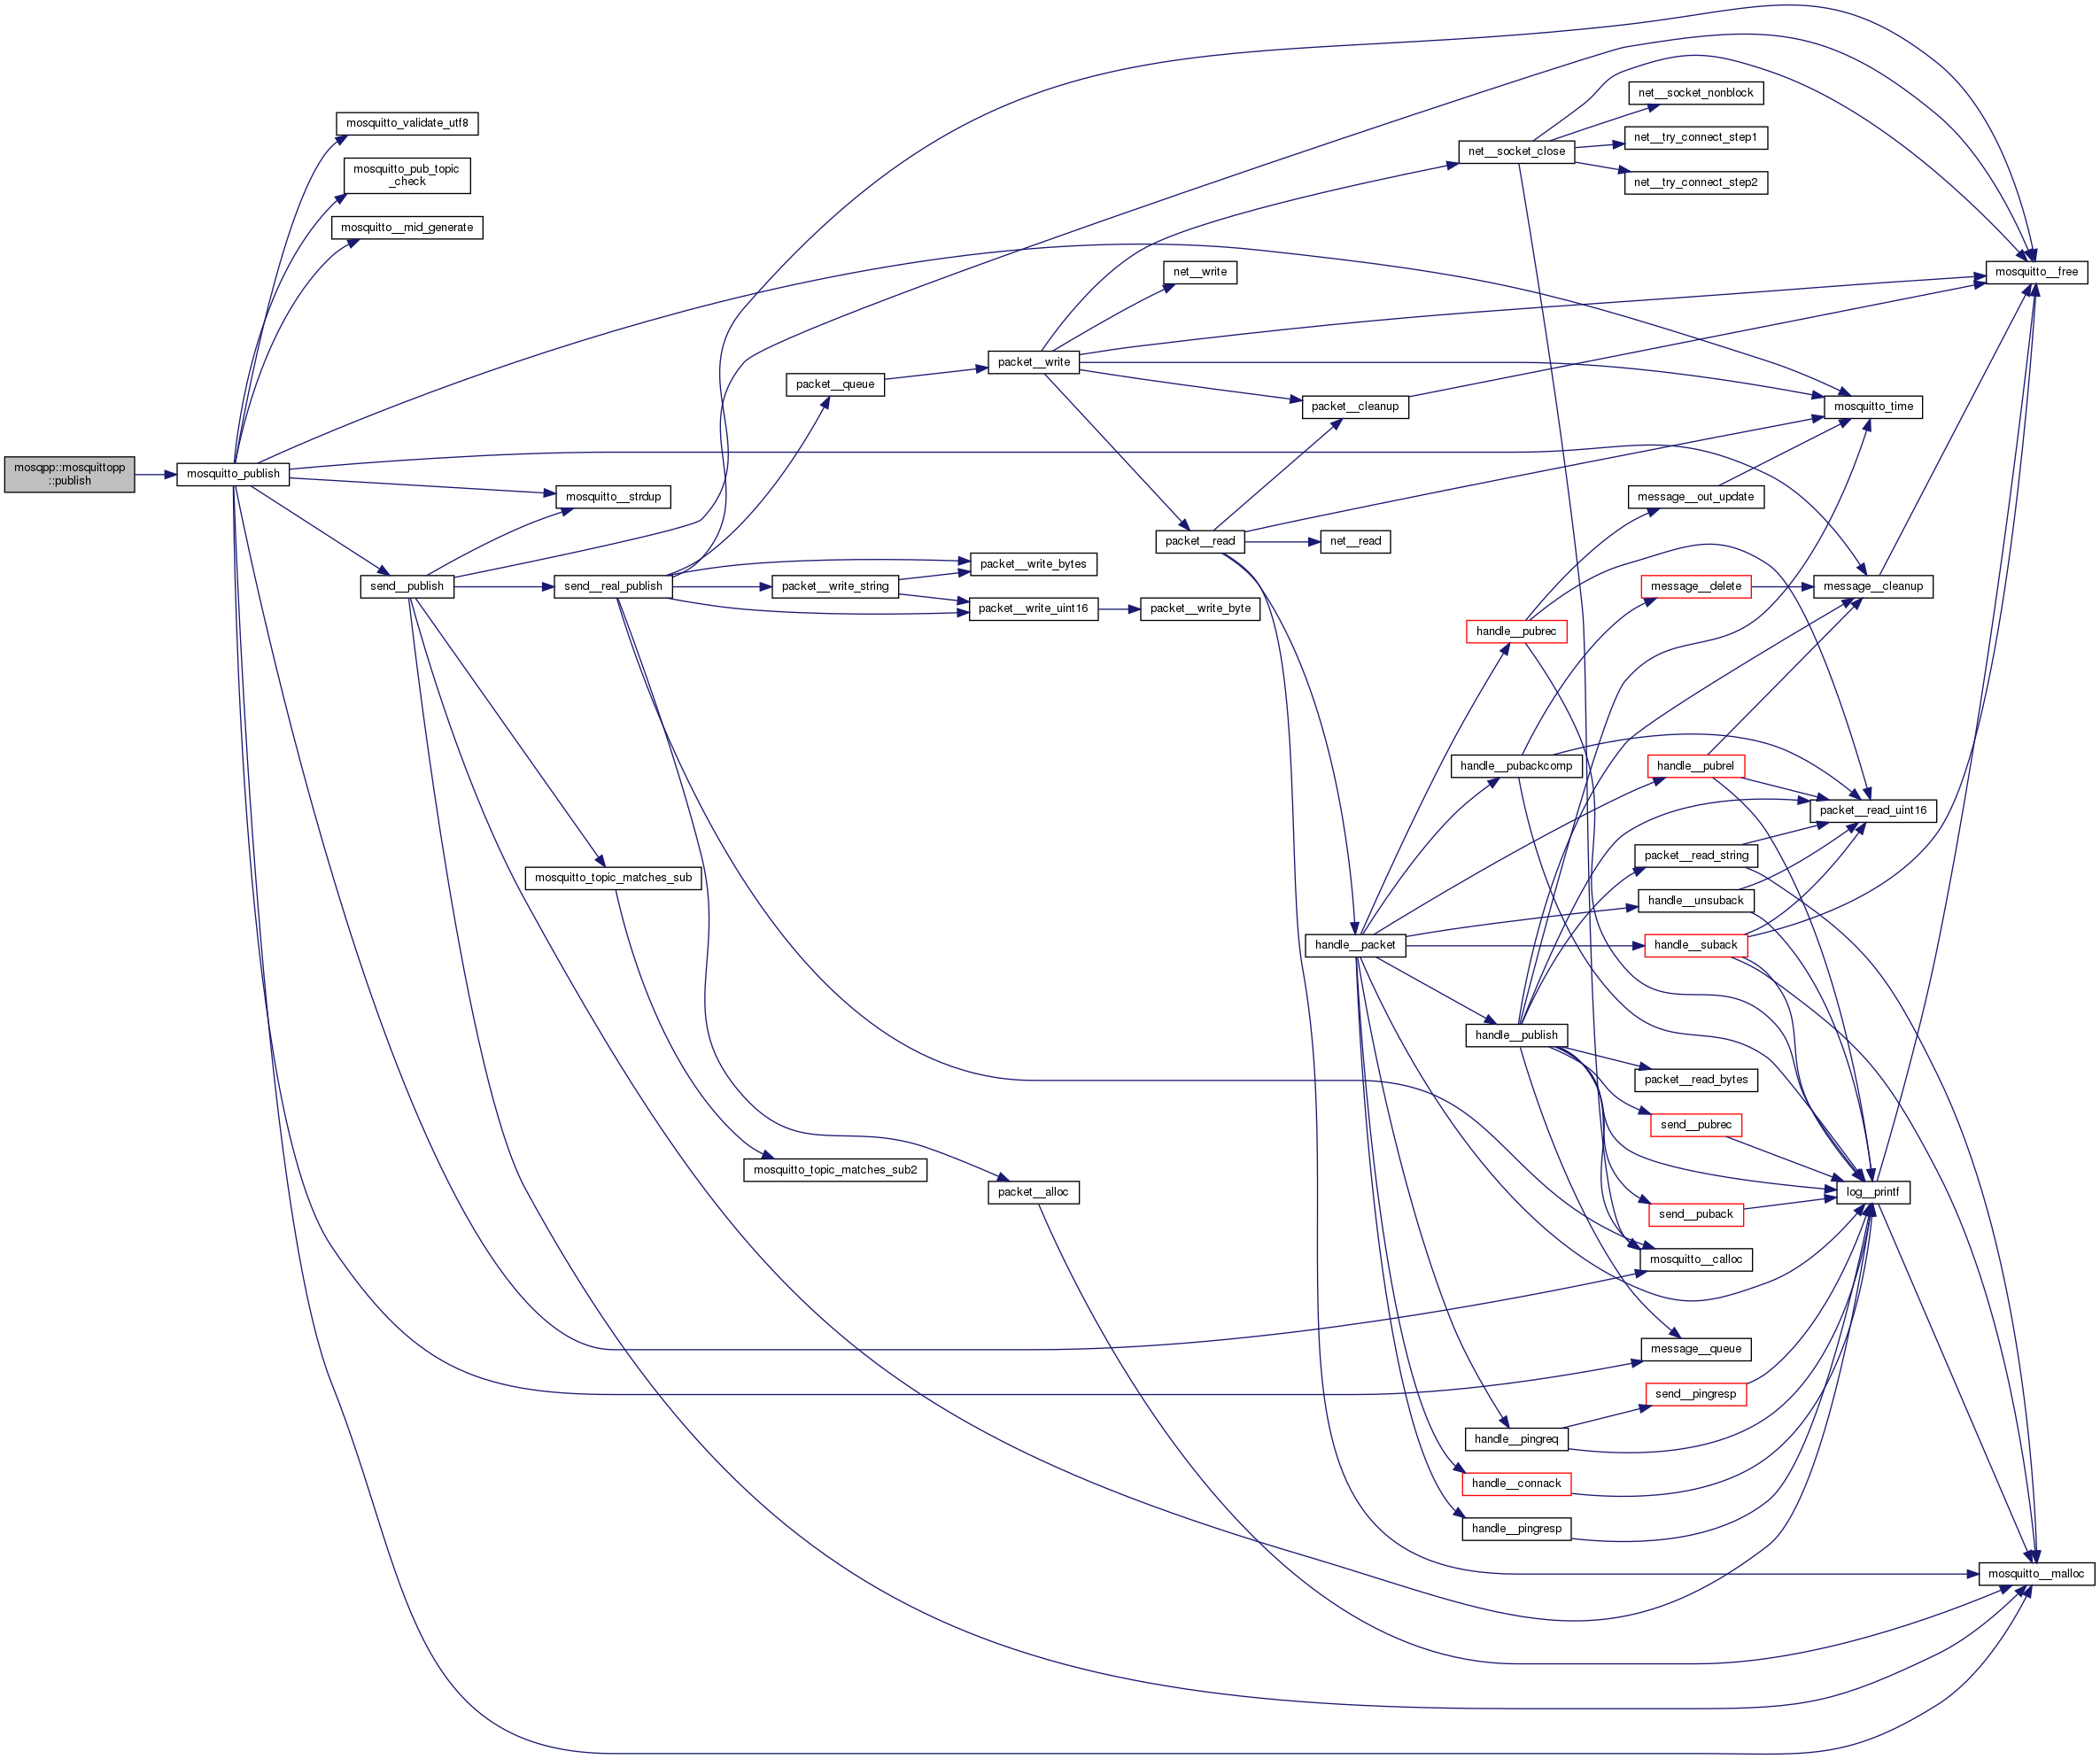 mosqpp::mosquittopp
::publish
mosquitto_publish
mosquitto_validate_utf8
mosquitto_pub_topic
_check
mosquitto__mid_generate
mosquitto__strdup
send__publish
send__real_publish
mosquitto_topic_matches_sub
mosquitto_topic_matches_sub2
packet__queue
packet__write_string
packet__write_bytes
packet__write_uint16
packet__write_byte
packet__alloc
packet__write
net__write
packet__cleanup
packet__read
net__read
net__socket_close
net__socket_nonblock
net__try_connect_step1
net__try_connect_step2
mosquitto__free
mosquitto_time
message__out_update
message__delete
message__cleanup
handle__pubrec
handle__pubackcomp
handle__pubrel
packet__read_uint16
packet__read_string
handle__unsuback
handle__packet
handle__suback
handle__publish
packet__read_bytes
send__pubrec
send__puback
log__printf
mosquitto__calloc
message__queue
send__pingresp
handle__pingreq
handle__connack
handle__pingresp
mosquitto__malloc